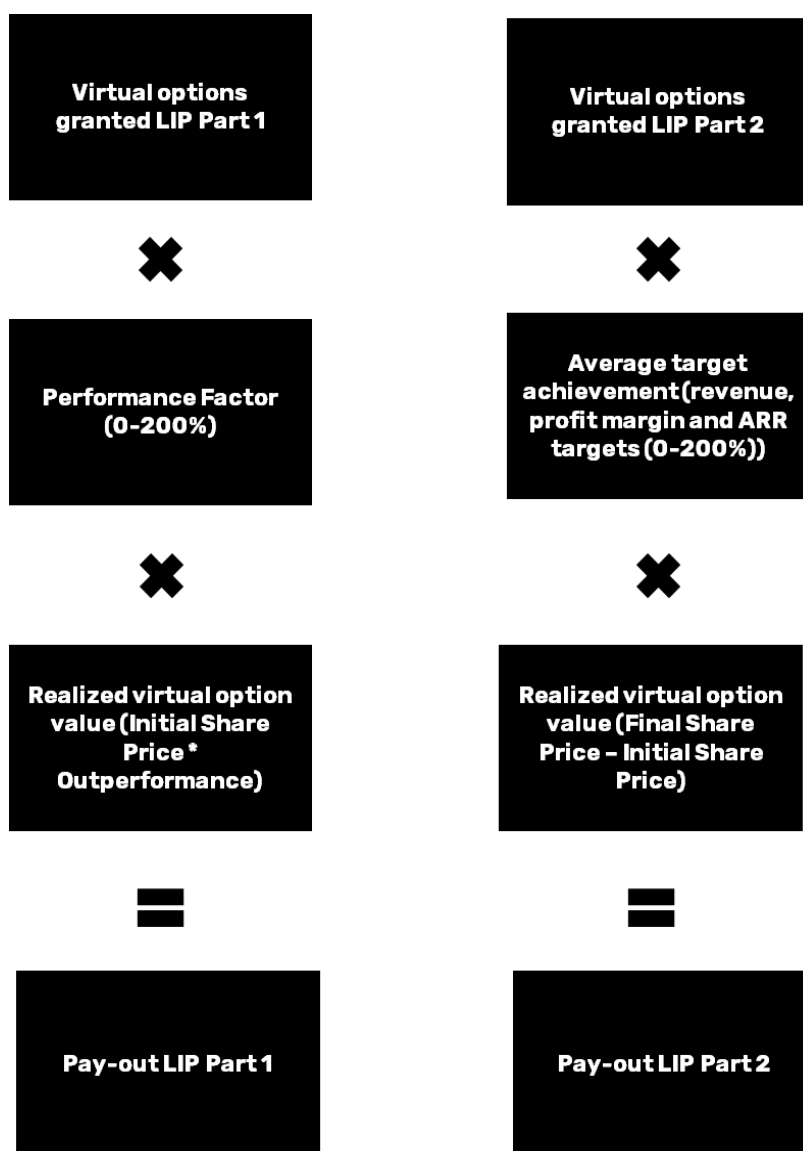 Virtual options
granted LIP Part 1
Virtual options
granted LIP Part 2
Performance Factor
(0-200%)
Average target
achievement (revenue,
profit margin and ARR
targets (0-200%))
Realized virtual option
value (Initial Share
Price *
Outperformance)
Realized virtual option
value (Final Share
Price – Initial Share
Price)
Pay-out LIP Part 1
Pay-out LIP Part 2